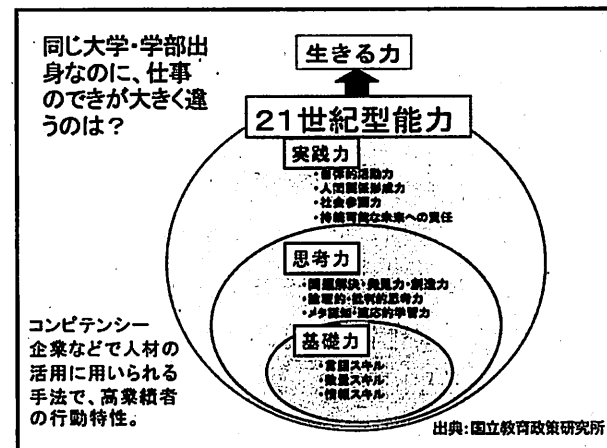 同じ大学・学部出
身なのに、仕事
のできが大きく違
うのは？
生きる力
21世紀型能力
実践力
・自律的活動力
・人間関係形成力
・社会参画力
・持続可能な未来への責任
思考力
・問題解決・発見力・創造力
・論理的・批判的思考力
・メタ認知・適応的学習力
基礎力
・言語スキル
・数量スキル
・情報スキル
コンピテンシー
企業などで人材の
活用に用いられる
手法で、高業績者
の行動特性。
出典：国立教育政策研究所